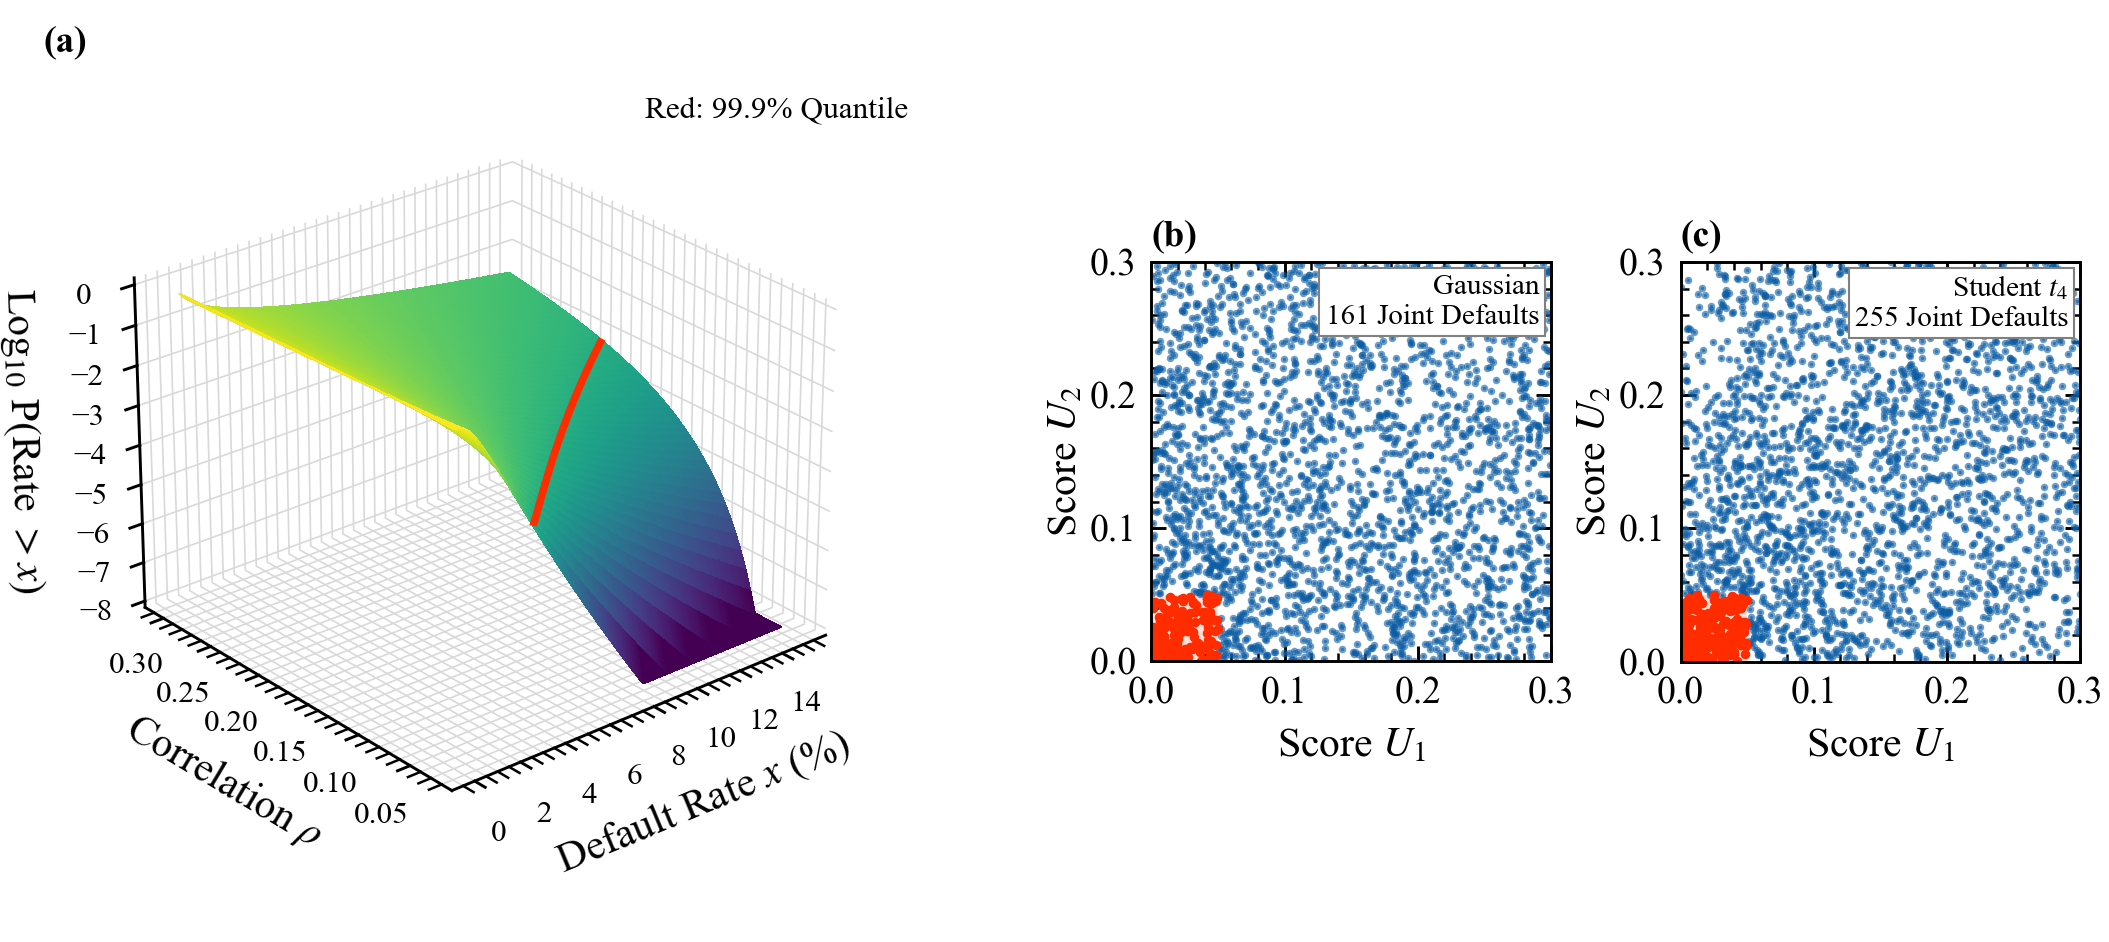 (a)
Red: 99.9% Quantile
Log₁₀ P(Rate > x)
0
−1
−2
−3
−4
−5
−6
−7
−8
0.30
0.25
0.20
0.15
0.10
0.05
Correlation ρ
0
2
4
6
8
10
12
14
Default Rate x (%)
(b)
Gaussian
161 Joint Defaults
Score U₂
0.3
0.2
0.1
0.0
0.0
0.1
0.2
0.3
Score U₁
(c)
Student t₄
255 Joint Defaults
Score U₂
0.3
0.2
0.1
0.0
0.0
0.1
0.2
0.3
Score U₁